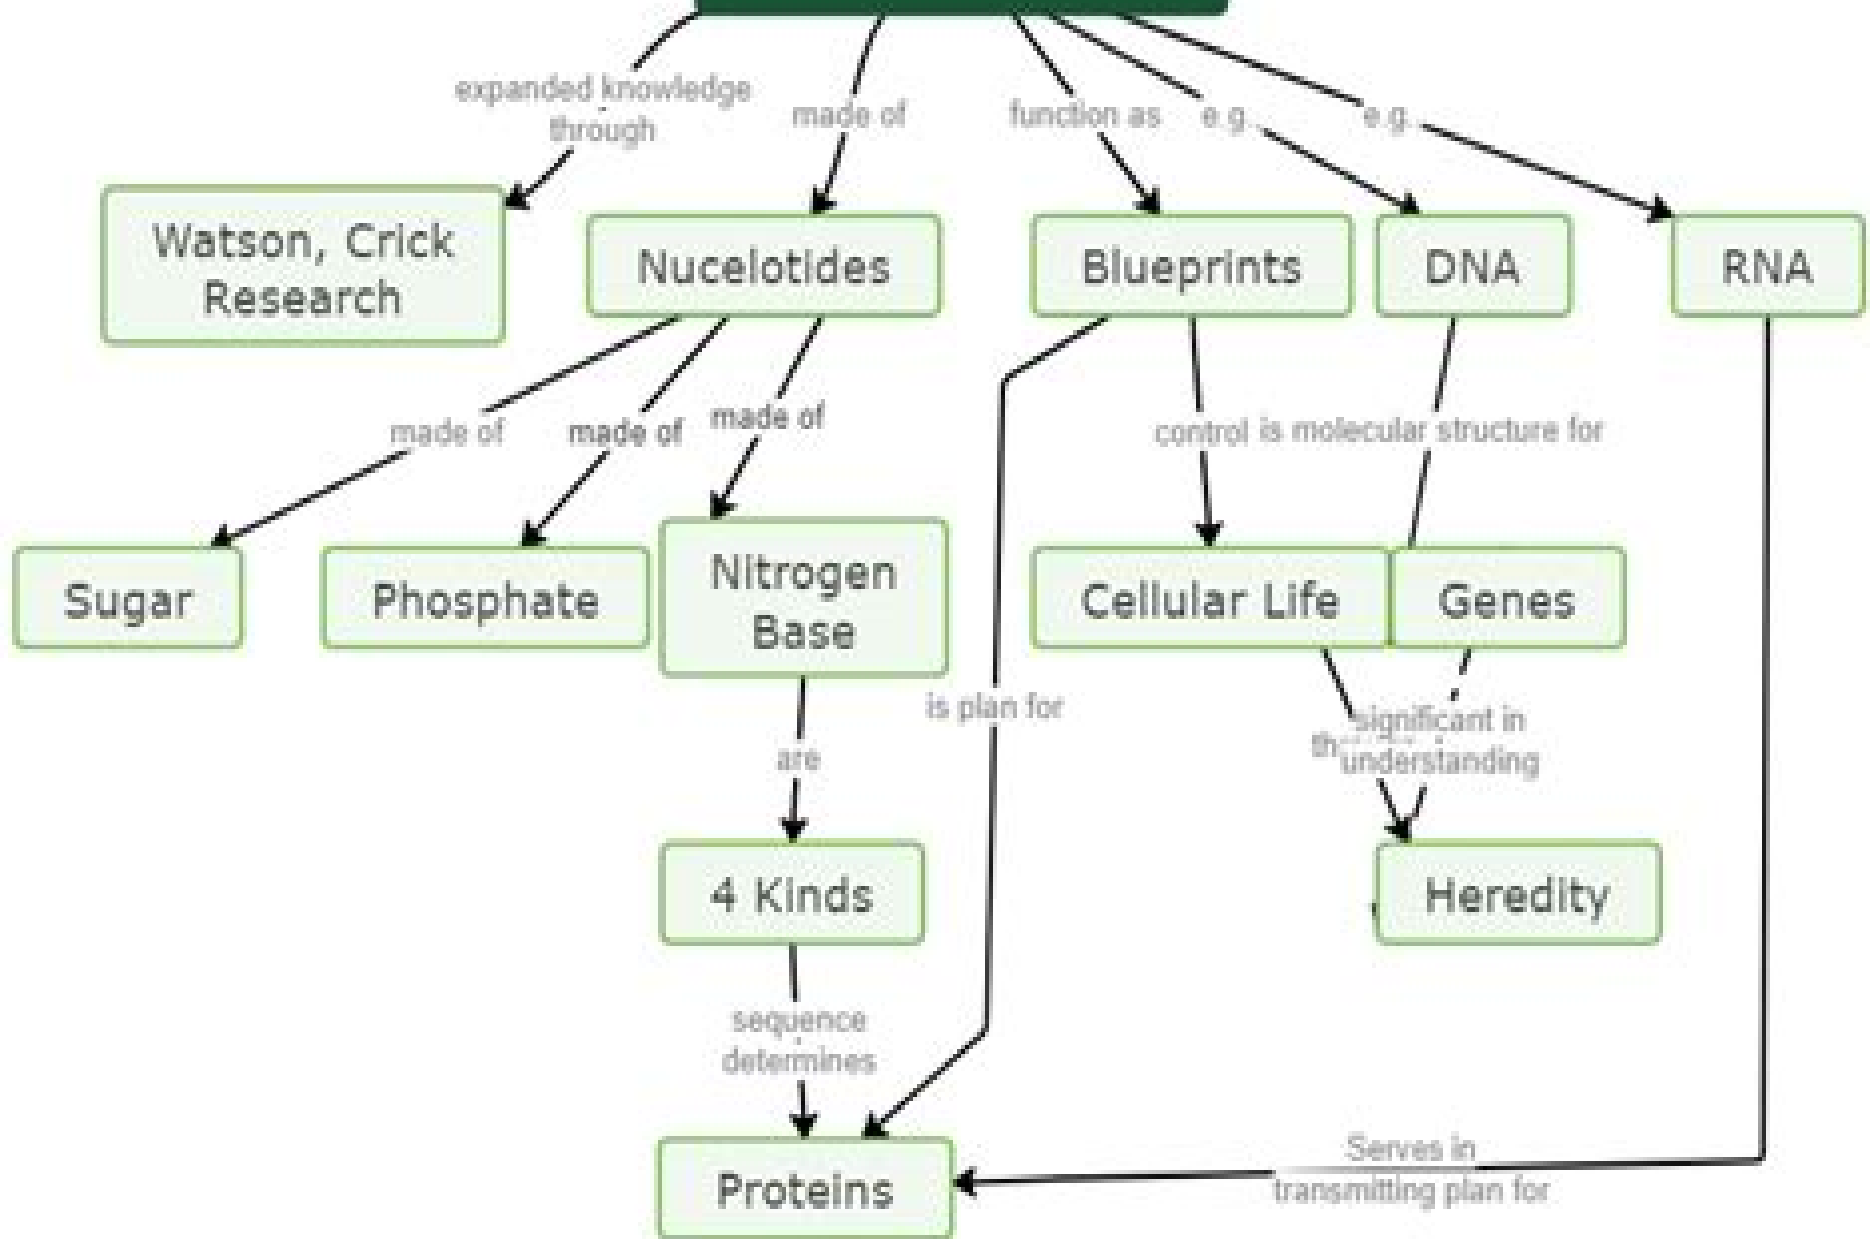 expanded knowledge
through
made of
function as
e.g.
e.g.
Watson, Crick
Research
Nucelotides
Blueprints
DNA
RNA
made of
made of
made of
control
is molecular structure for
Sugar
Phosphate
Nitrogen
Base
Cellular Life
Genes
is plan for
are
significant in
understanding
4 Kinds
Heredity
sequence
determines
Proteins
Serves in
transmitting plan for